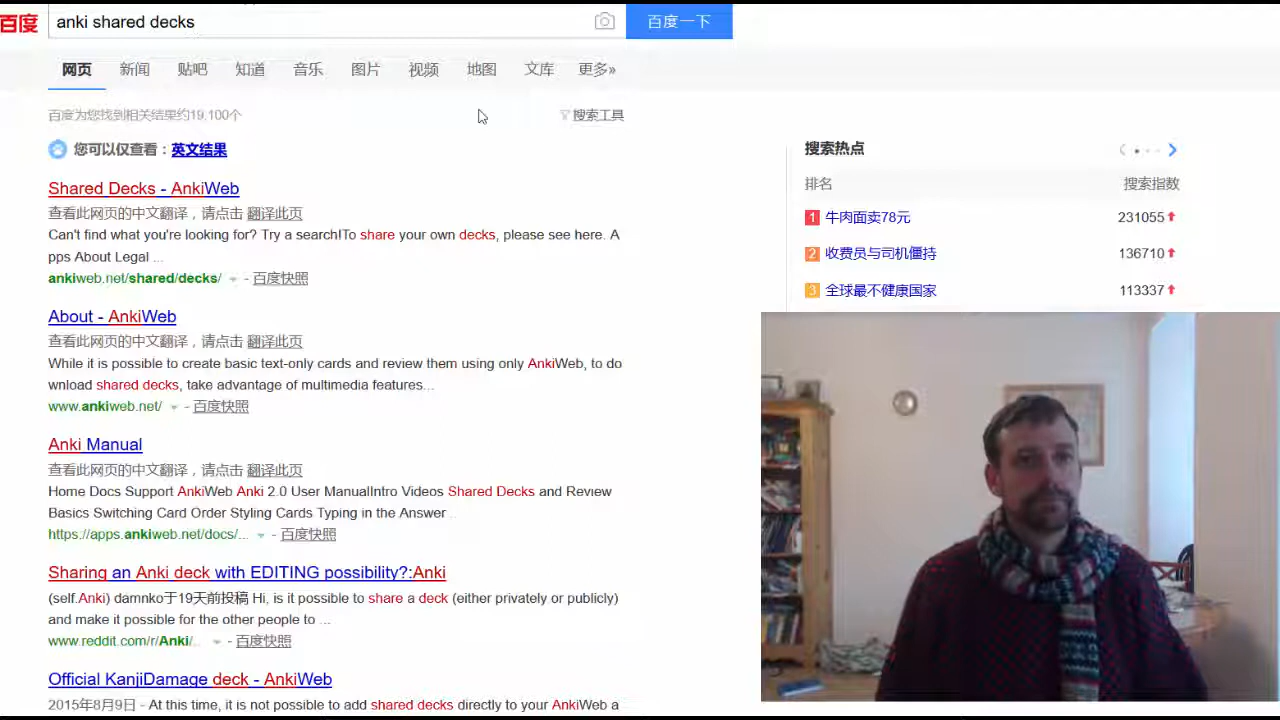 百度
anki shared decks
百度一下
网页 新闻 贴吧 知道 音乐 图片 视频 地图 文库 更多»
百度为您找到相关结果约19,100个
搜索工具
您可以仅查看：英文结果
Shared Decks - AnkiWeb
查看此网页的中文翻译，请点击 翻译此页
Can't find what you're looking for? Try a search!To share your own decks, please see here. A
pps About Legal ...
ankiweb.net/shared/decks/ - 百度快照
About - AnkiWeb
查看此网页的中文翻译，请点击 翻译此页
While it is possible to create basic text-only cards and review them using only AnkiWeb, to do
wnload shared decks, take advantage of multimedia features...
www.ankiweb.net/ - 百度快照
Anki Manual
查看此网页的中文翻译，请点击 翻译此页
Home Docs Support AnkiWeb Anki 2.0 User ManualIntro Videos Shared Decks and Review
Basics Switching Card Order Styling Cards Typing in the Answer ..
https://apps.ankiweb.net/docs/... - 百度快照
Sharing an Anki deck with EDITING possibility?:Anki
(self.Anki) damnko于19天前投稿 Hi, is it possible to share a deck (either privately or publicly)
and make it possible for the other people to ...
www.reddit.com/r/Anki/.. - 百度快照
Official KanjiDamage deck - AnkiWeb
2015年8月9日 - At this time, it is not possible to add shared decks directly to your AnkiWeb a
搜索热点
排名 搜索指数
1 牛肉面卖78元 231055
2 收费员与司机僵持 136710
3 全球最不健康国家 113337